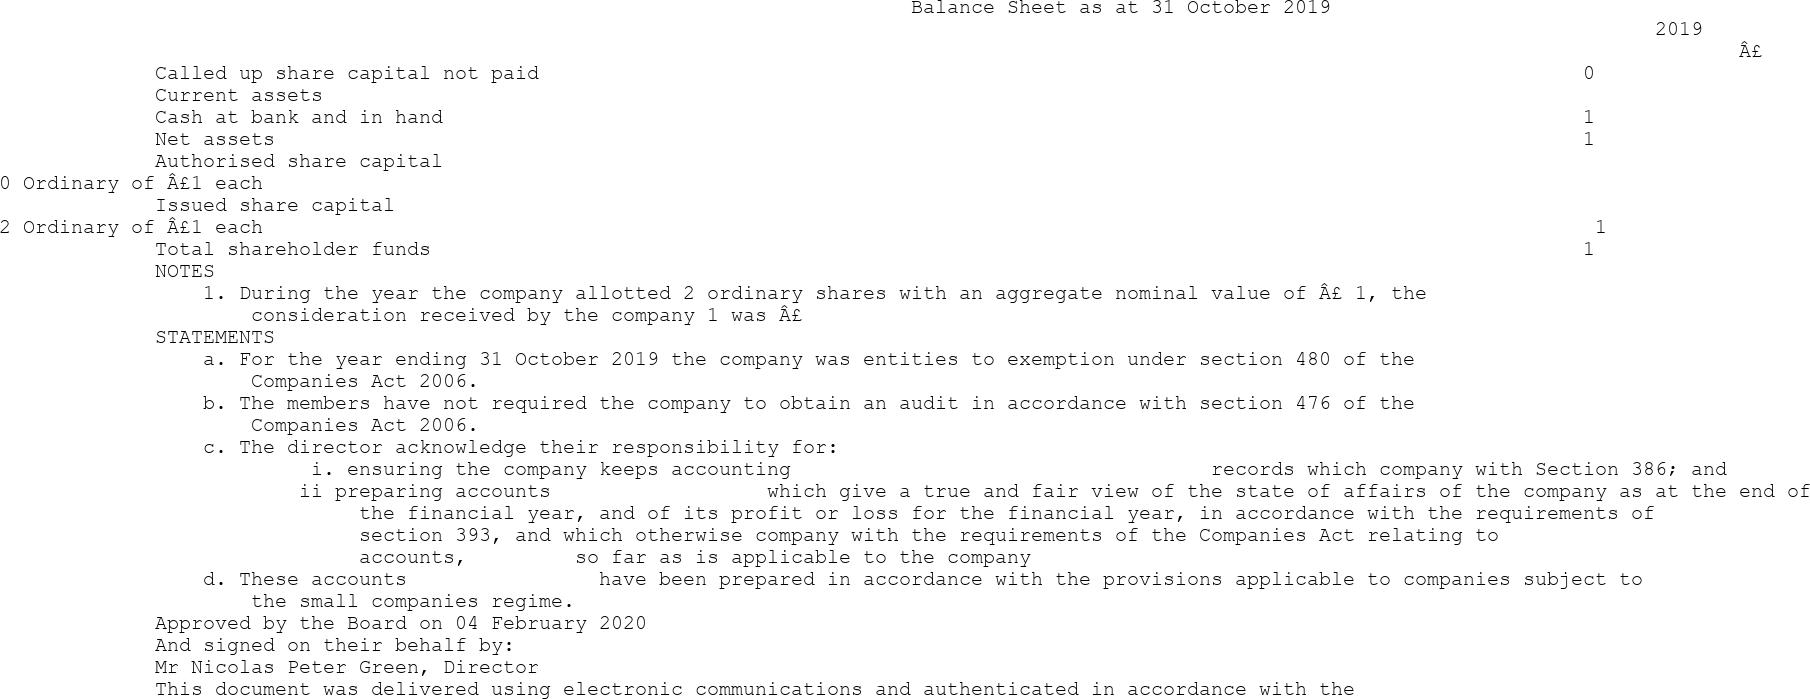 Balance Sheet as at 31 October 2019
2019
Â£
Called up share capital not paid 0
Current assets
Cash at bank and in hand 1
Net assets 1
Authorised share capital
0 Ordinary of Â£1 each
Issued share capital
2 Ordinary of Â£1 each 1
Total shareholder funds 1
NOTES
1. During the year the company allotted 2 ordinary shares with an aggregate nominal value of Â£ 1, the
consideration received by the company 1 was Â£
STATEMENTS
a. For the year ending 31 October 2019 the company was entities to exemption under section 480 of the
Companies Act 2006.
b. The members have not required the company to obtain an audit in accordance with section 476 of the
Companies Act 2006.
c. The director acknowledge their responsibility for:
i. ensuring the company keeps accounting records which company with Section 386; and
ii preparing accounts which give a true and fair view of the state of affairs of the company as at the end of
the financial year, and of its profit or loss for the financial year, in accordance with the requirements of
section 393, and which otherwise company with the requirements of the Companies Act relating to
accounts, so far as is applicable to the company
d. These accounts have been prepared in accordance with the provisions applicable to companies subject to
the small companies regime.
Approved by the Board on 04 February 2020
And signed on their behalf by:
Mr Nicolas Peter Green, Director
This document was delivered using electronic communications and authenticated in accordance with the